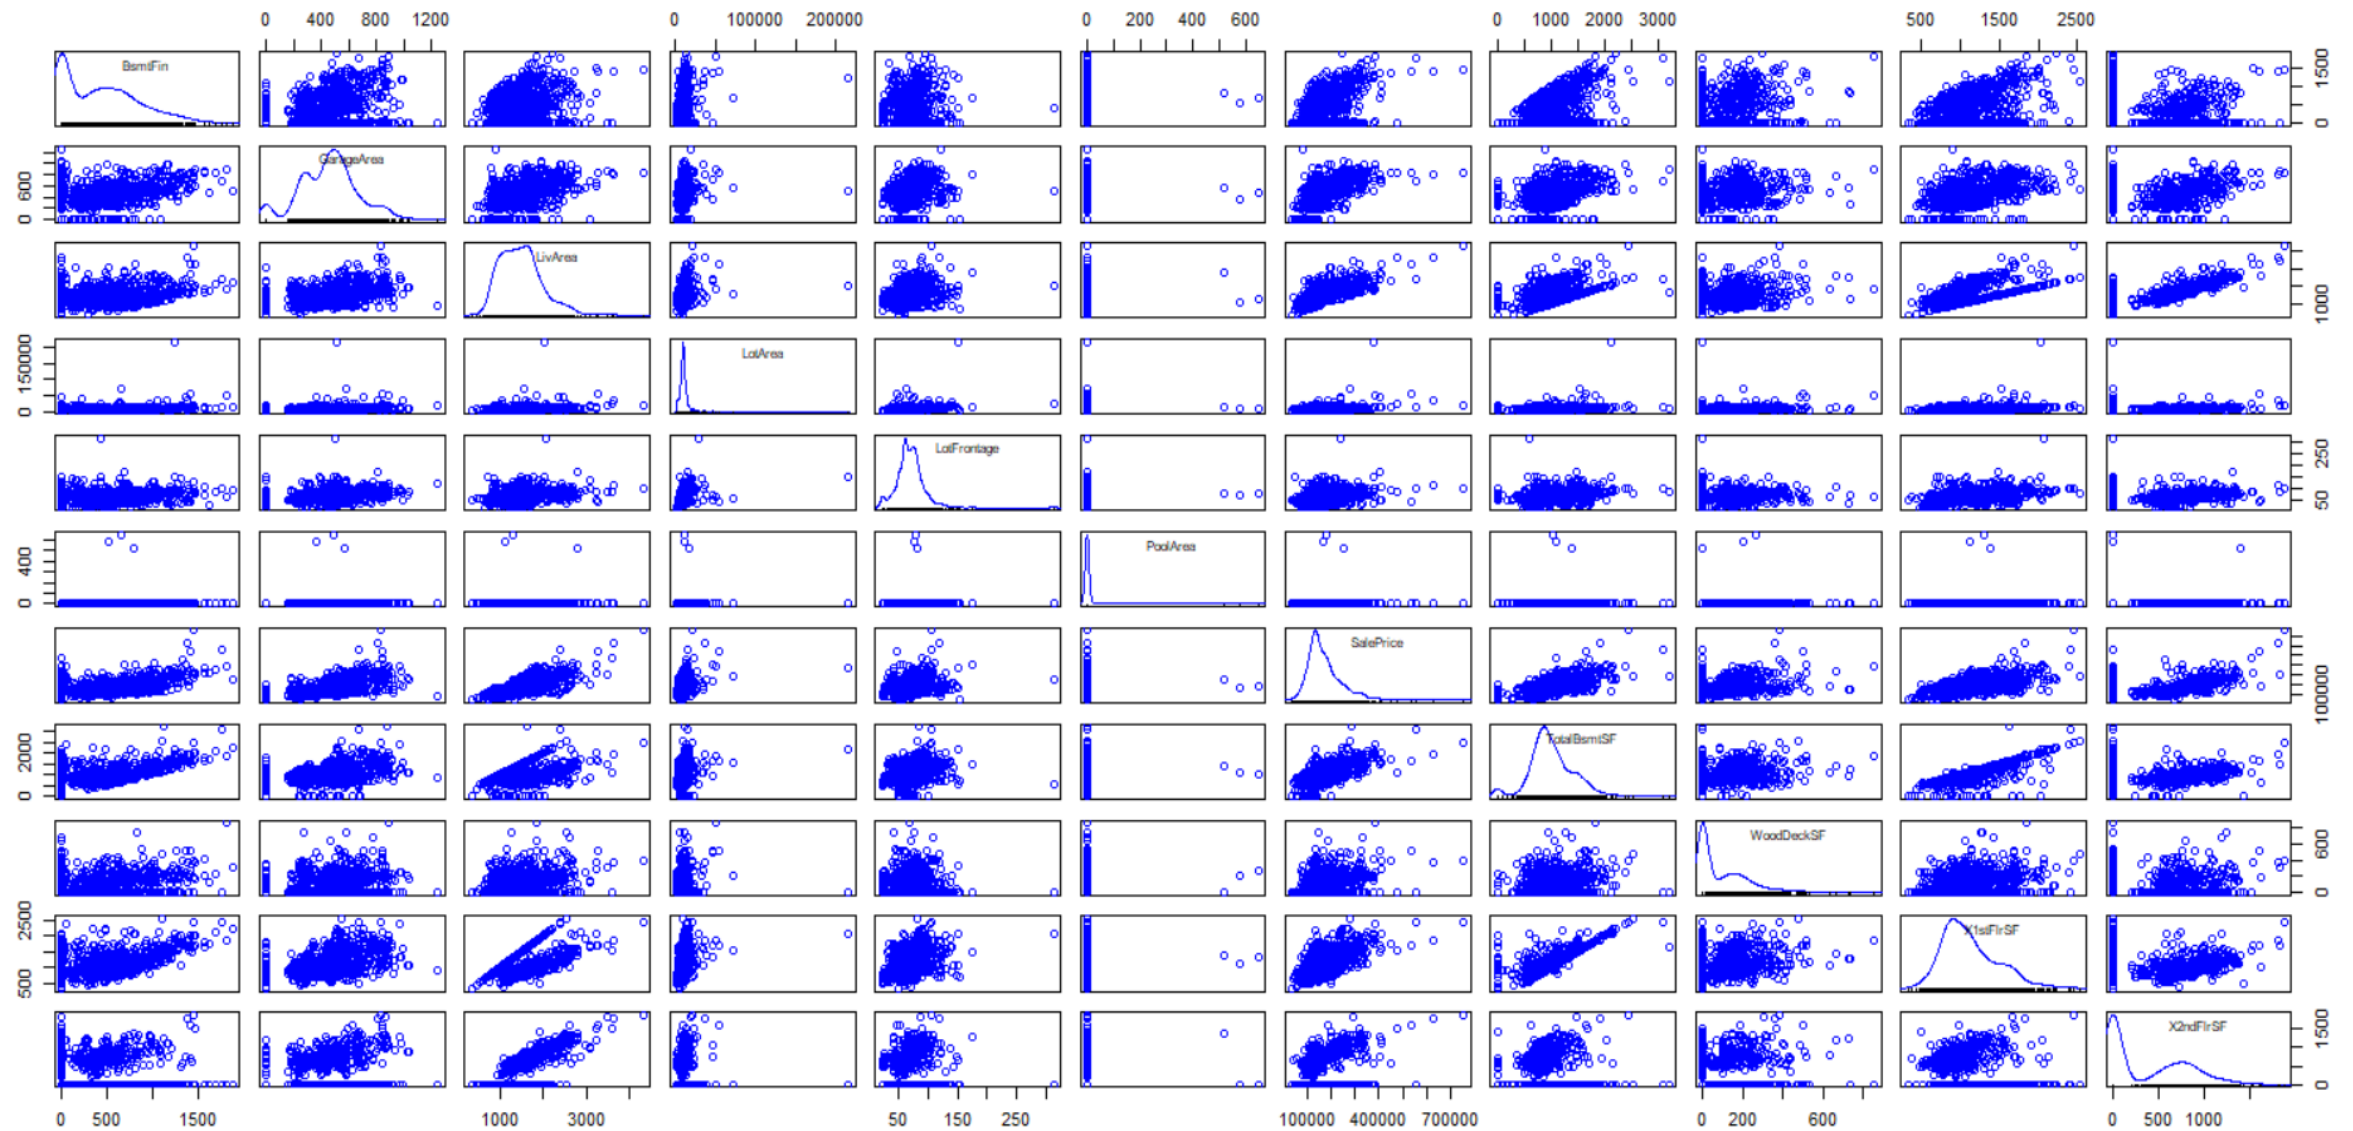 0 400 800 1200 0 100000 200000 0 200 400 600 0 1000 2000 3000 500 1500 2500
BsmtFin
0 1500
GarageArea
0 600
LivArea
1000
LotArea
0 150000
LotFrontage
50 250
PoolArea
0 400
SalePrice
100000
TotalBsmtSF
0 2000
WoodDeckSF
0 600
X1stFlrSF
500 2500
X2ndFlrSF
0 1500
0 500 1500 1000 3000 50 150 250 100000 400000 700000 0 200 600 0 500 1000